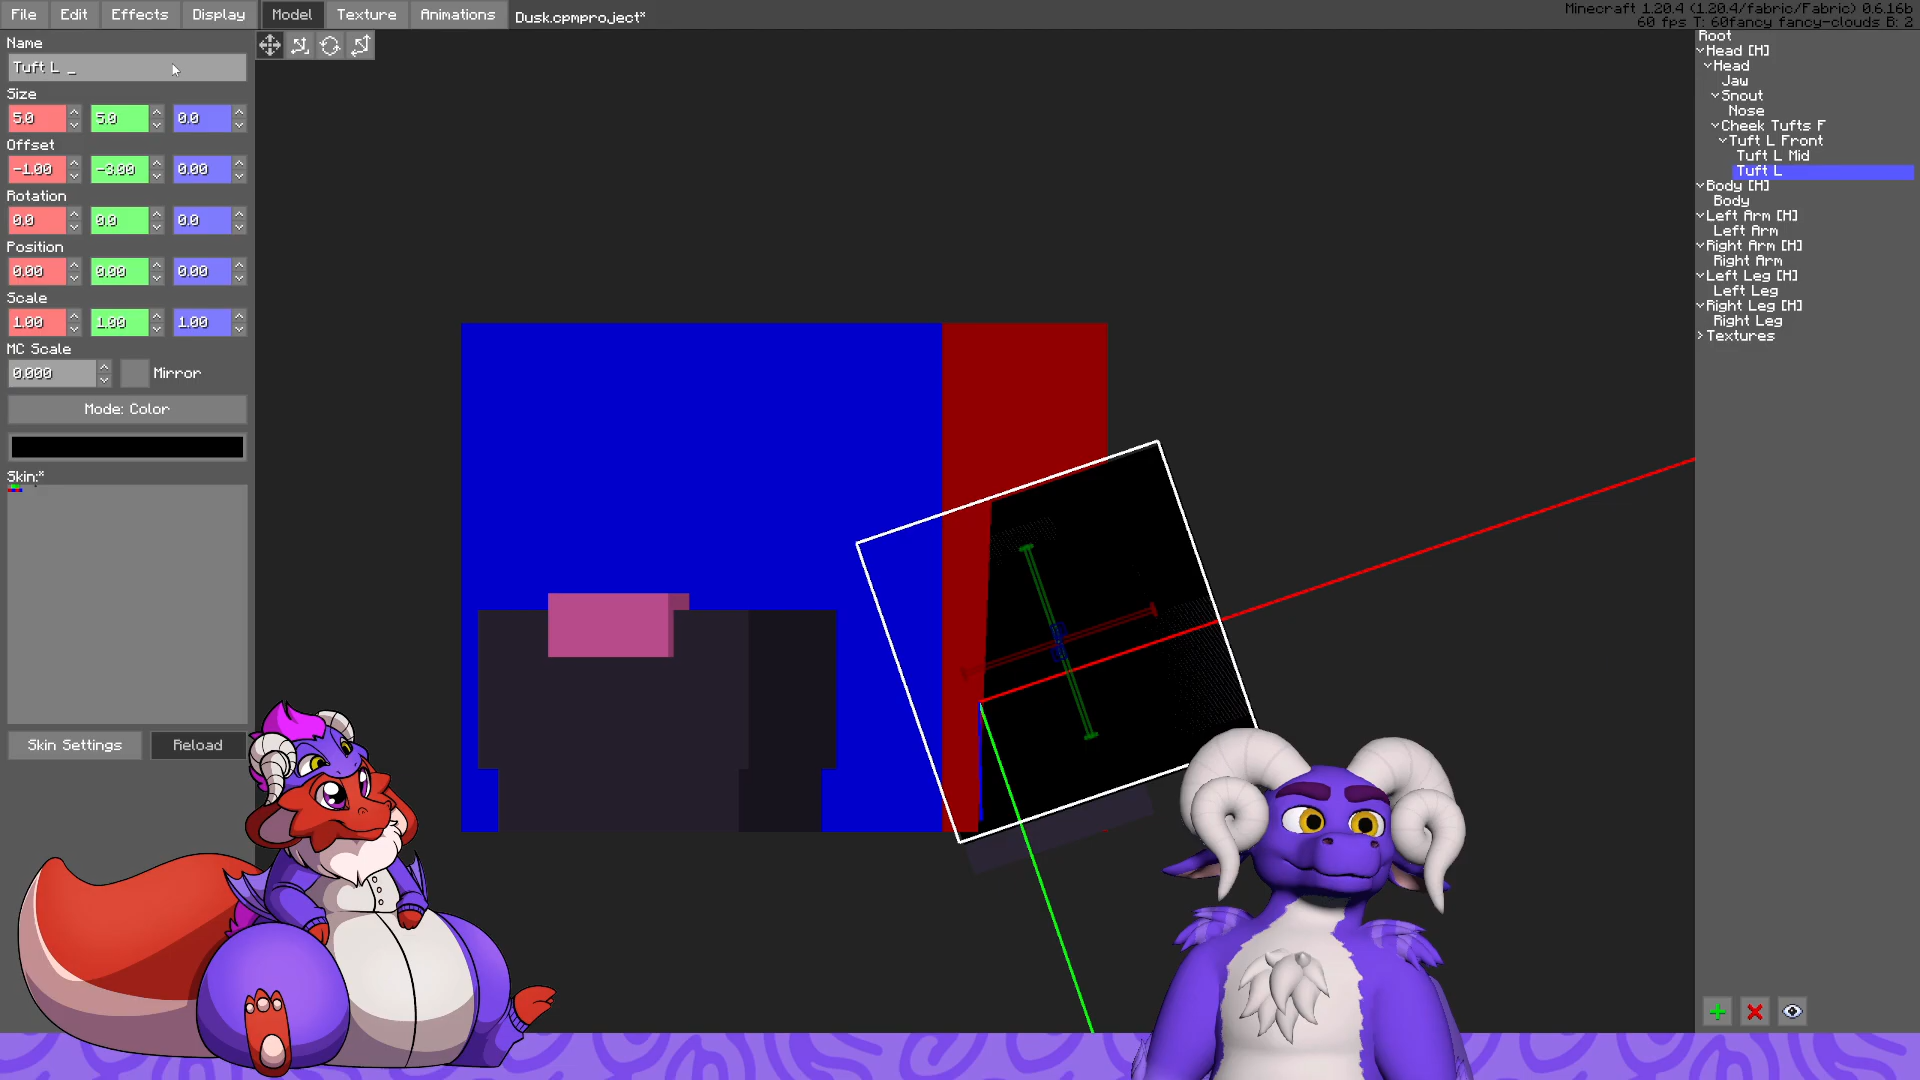 File Edit Effects Display Model Texture Animations Dusk.cpmproject*
Minecraft 1.20.4 (1.20.4/fabric/Fabric) 0.6.16b
60 fps T: 60fancy fancy-clouds B: 2
Name
Tuft L _
Size
5.0 5.0 0.0
Offset
-1.00 -3.00 0.00
Rotation
0.0 0.0 0.0
Position
0.00 0.00 0.00
Scale
1.00 1.00 1.00
MC Scale
0.000 Mirror
Mode: Color
Skin:*
Skin Settings Reload
Root
Head [H]
Head
Jaw
Snout
Nose
Cheek Tufts F
Tuft L Front
Tuft L Mid
Tuft L
Body [H]
Body
Left Arm [H]
Left Arm
Right Arm [H]
Right Arm
Left Leg [H]
Left Leg
Right Leg [H]
Right Leg
Textures